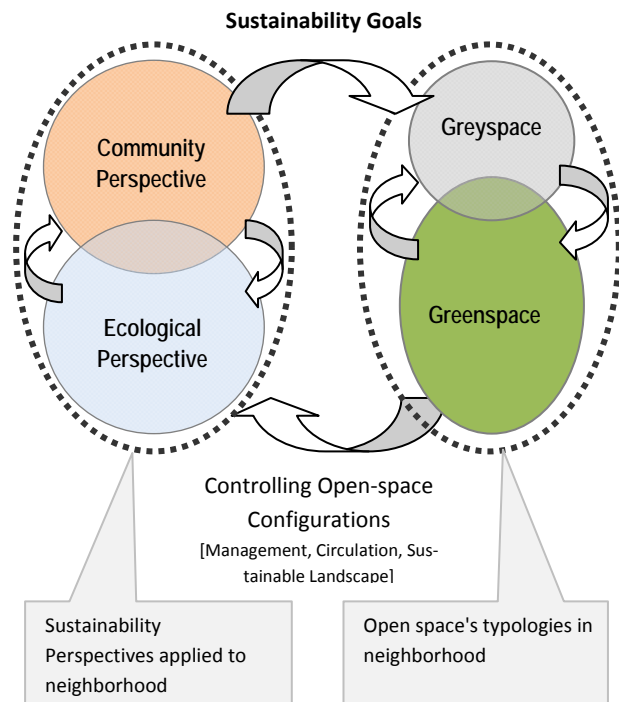 Sustainability Goals
Community
Perspective
Ecological
Perspective
Greyspace
Greenspace
Controlling Open-space
Configurations
[Management, Circulation, Sus-
tainable Landscape]
Sustainability
Perspectives applied to
neighborhood
Open space's typologies in
neighborhood